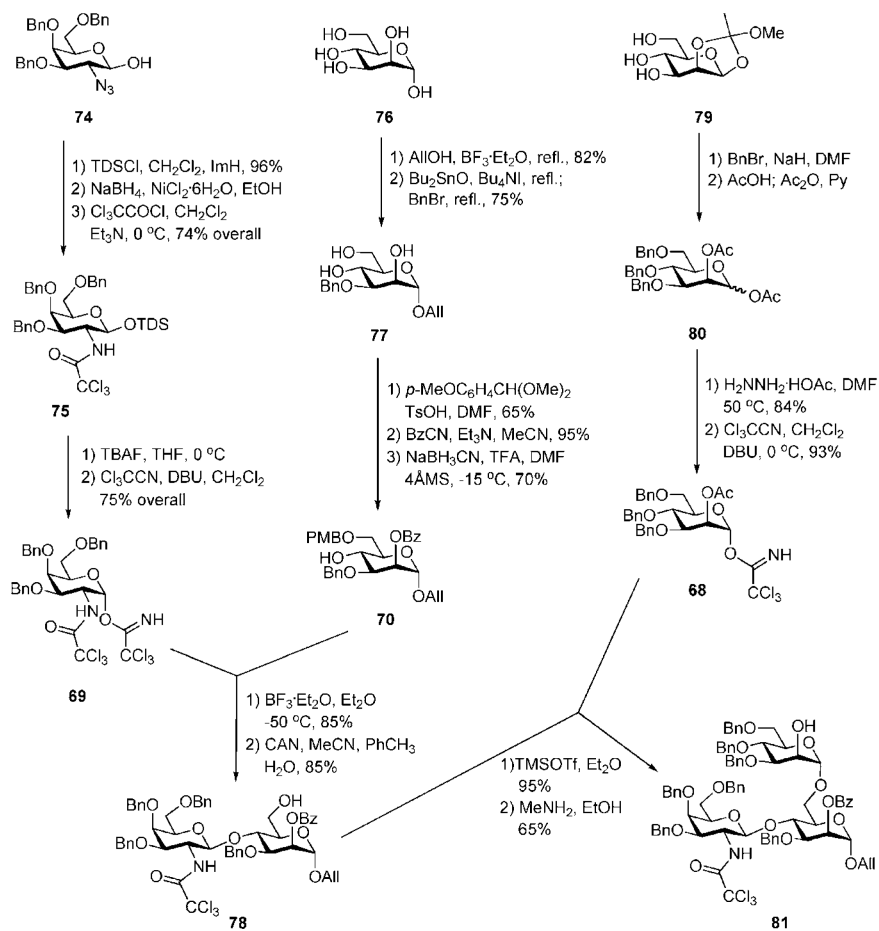 BnO OBn
BnO
O
OH
N3
74
HO
OH
HO
HO
O
OH
76
OMe
HO
O
HO
HO
O
O
79
1) TDSCl, CH2Cl2, ImH, 96%
2) NaBH4, NiCl2·6H2O, EtOH
3) Cl3CCOCl, CH2Cl2
Et3N, 0 °C, 74% overall
1) AllOH, BF3·Et2O, refl., 82%
2) Bu2SnO, Bu4NI, refl.;
BnBr, refl., 75%
1) BnBr, NaH, DMF
2) AcOH; Ac2O, Py
BnO OBn
BnO
O
OTDS
NH
O
CCl3
75
HO
OH
HO
BnO
O
OAll
77
BnO
OAc
BnO
BnO
O
OAc
80
1) TBAF, THF, 0 °C
2) Cl3CCN, DBU, CH2Cl2
75% overall
1) p-MeOC6H4CH(OMe)2
TsOH, DMF, 65%
2) BzCN, Et3N, MeCN, 95%
3) NaBH3CN, TFA, DMF
4ÅMS, -15 °C, 70%
1) H2NNH2·HOAc, DMF
50 °C, 84%
2) Cl3CCN, CH2Cl2
DBU, 0 °C, 93%
BnO OBn
BnO
O
HN O NH
O
CCl3 CCl3
69
PMBO
OBz
HO
BnO
O
OAll
70
BnO
OAc
BnO
BnO
O
O NH
CCl3
68
1) BF3·Et2O, Et2O
-50 °C, 85%
2) CAN, MeCN, PhCH3
H2O, 85%
1)TMSOTf, Et2O
95%
2) MeNH2, EtOH
65%
BnO OBn
BnO
O
O
HO
OBz
BnO
O
OAll
NH
O
CCl3
78
BnO
OH
BnO
BnO
O
O
BnO OBn
BnO
O
O
OBz
BnO
O
OAll
NH
O
CCl3
81